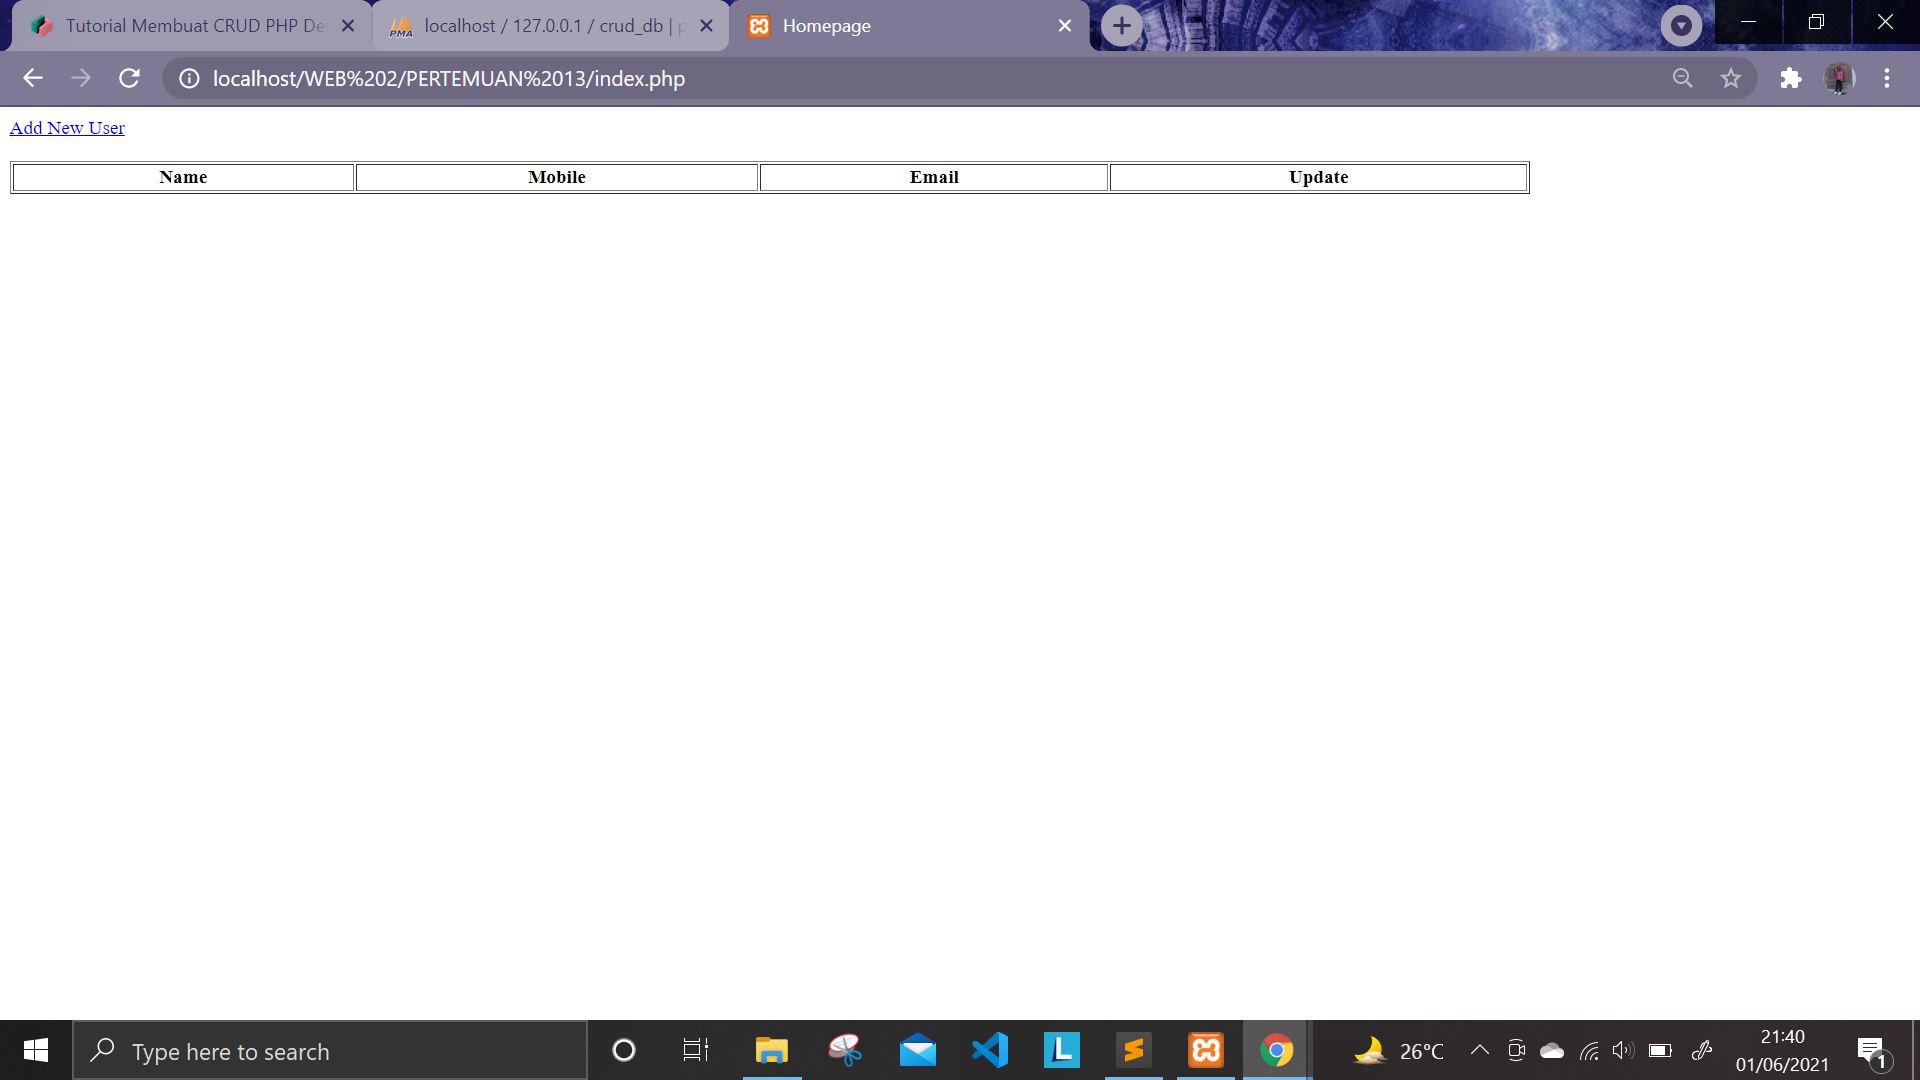 Tutorial Membuat CRUD PHP De
localhost / 127.0.0.1 / crud_db | p
Homepage
localhost/WEB%202/PERTEMUAN%2013/index.php
Add New User
Name Mobile Email Update
Type here to search
26°C
21:40
01/06/2021
1